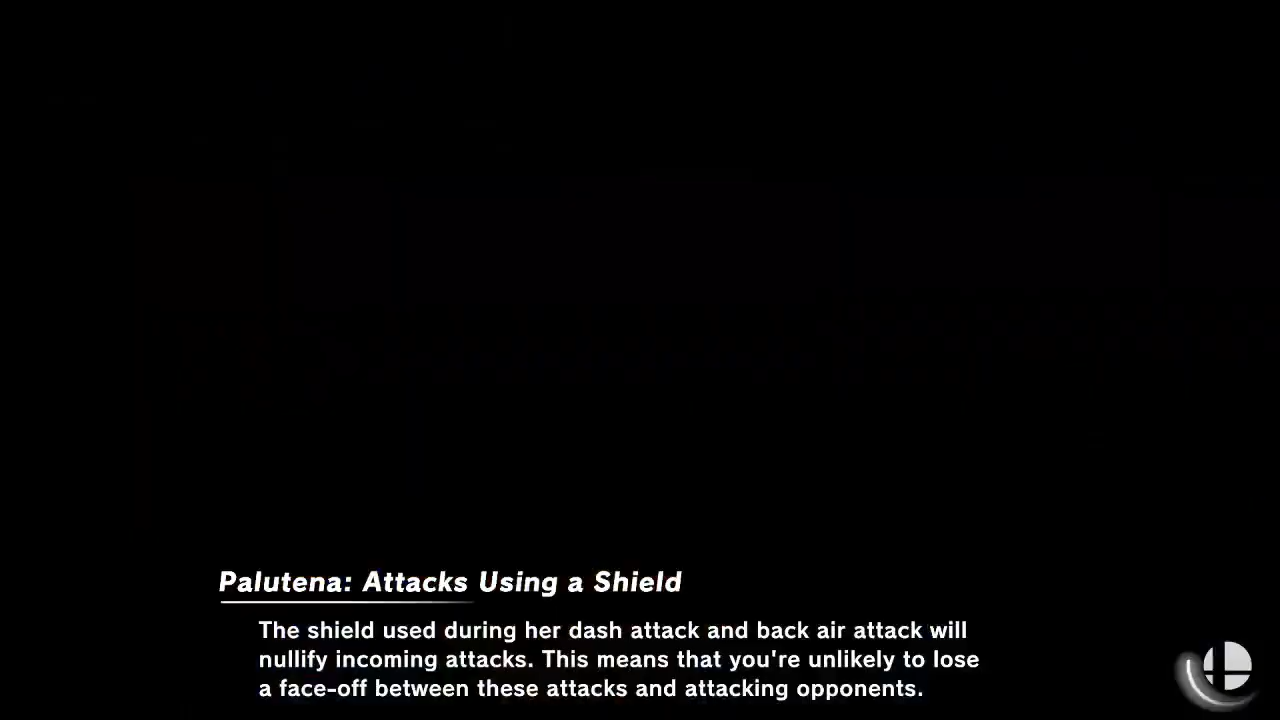 Palutena: Attacks Using a Shield
The shield used during her dash attack and back air attack will
nullify incoming attacks. This means that you're unlikely to lose
a face-off between these attacks and attacking opponents.